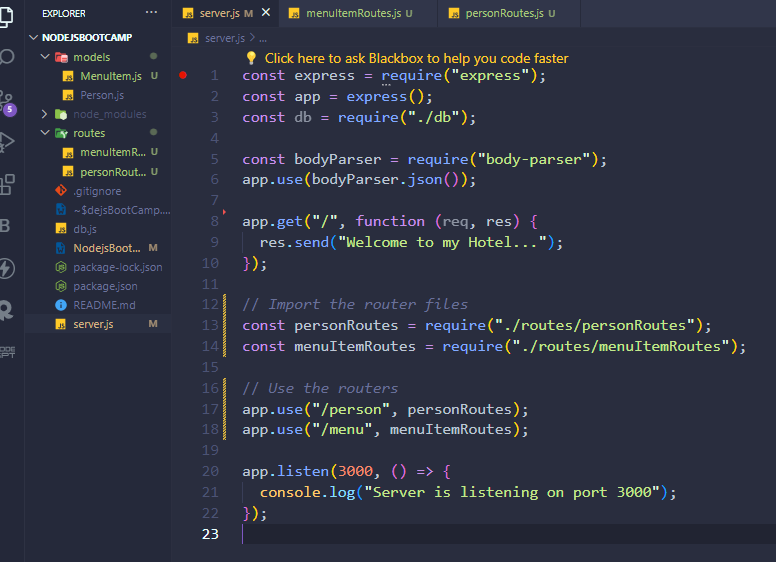 EXPLORER ...
NODEJSBOOTCAMP
models
MenuItem.js U
Person.js
node_modules
routes
menuItemR... U
personRout... U
.gitignore
~$dejsBootCamp....
db.js
NodejsBoot... M
package-lock.json
package.json
README.md
server.js M
5
server.js M
menuItemRoutes.js U
personRoutes.js U
server.js > ...
Click here to ask Blackbox to help you code faster
1 const express = require("express");
2 const app = express();
3 const db = require("./db");
4
5 const bodyParser = require("body-parser");
6 app.use(bodyParser.json());
7
8 app.get("/", function (req, res) {
9 res.send("Welcome to my Hotel...");
10 });
11
12 // Import the router files
13 const personRoutes = require("./routes/personRoutes");
14 const menuItemRoutes = require("./routes/menuItemRoutes");
15
16 // Use the routers
17 app.use("/person", personRoutes);
18 app.use("/menu", menuItemRoutes);
19
20 app.listen(3000, () => {
21 console.log("Server is listening on port 3000");
22 });
23